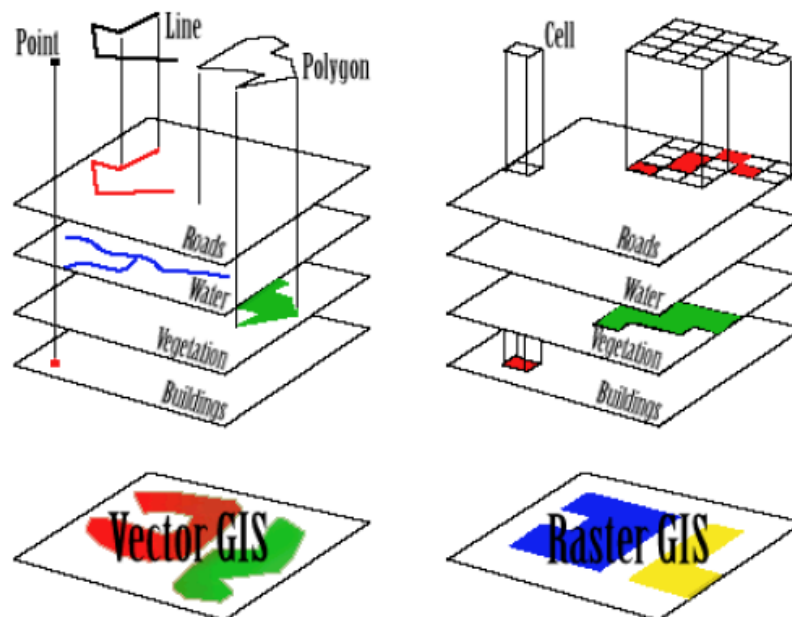 Point
Line
Polygon
Roads
Water
Vegetation
Buildings
Vector GIS
Cell
Roads
Water
Vegetation
Buildings
Raster GIS